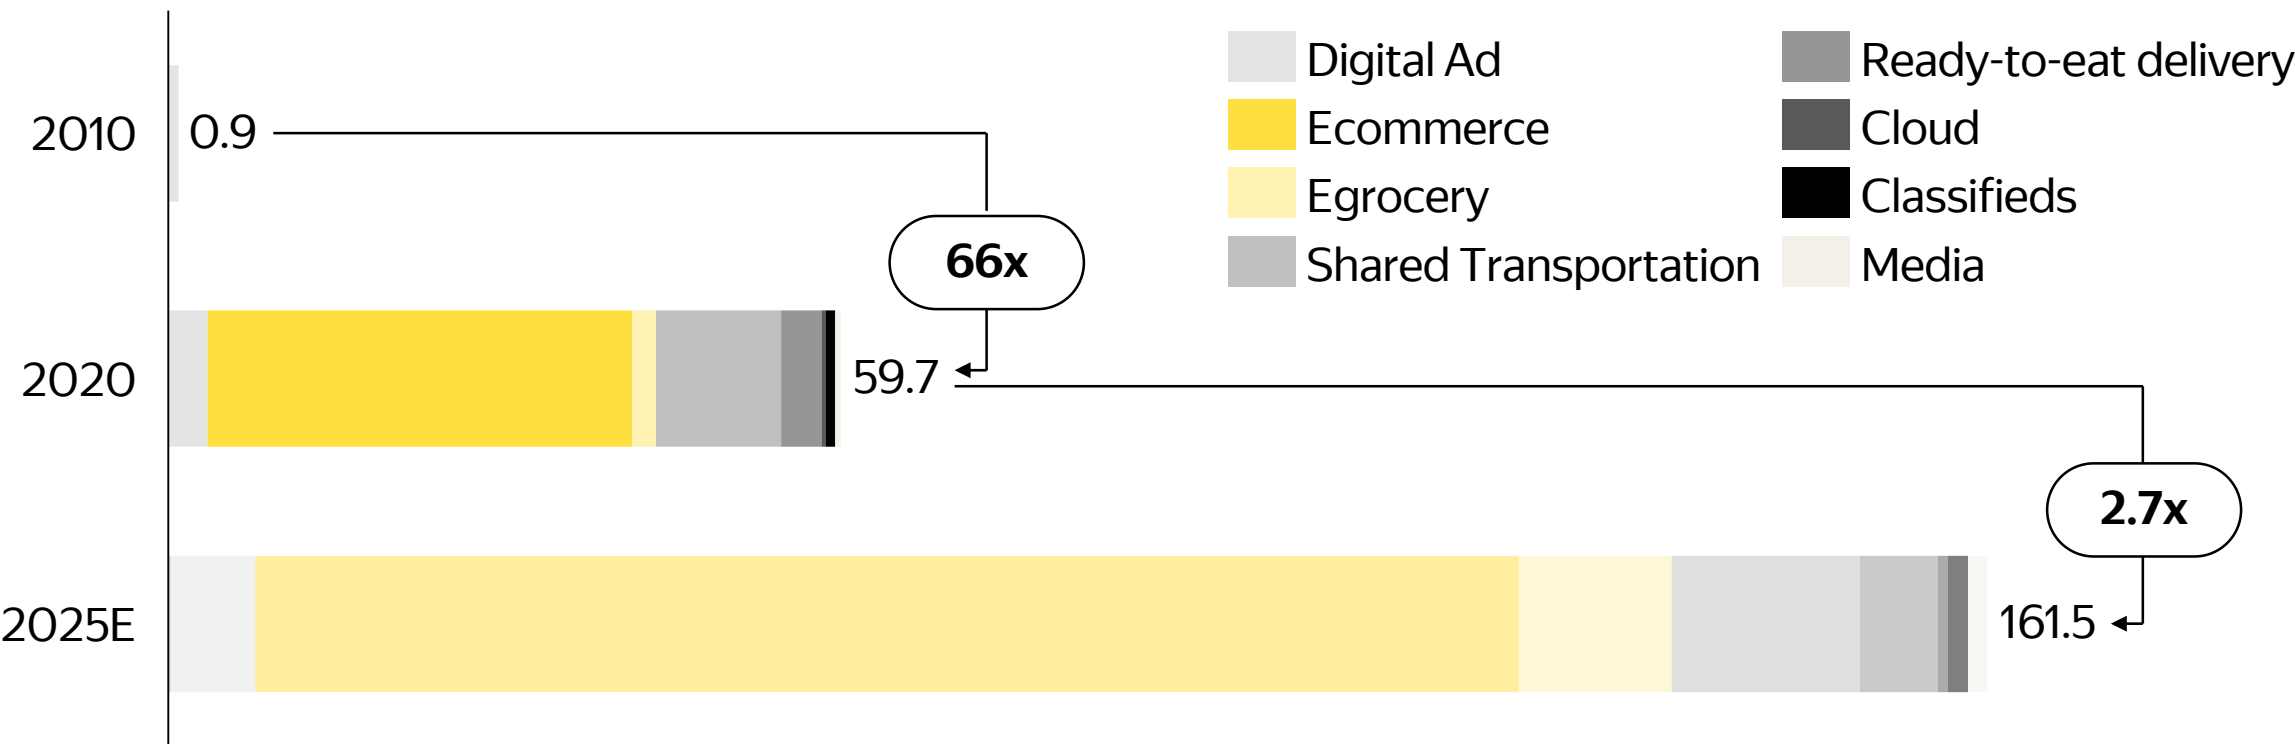 Digital Ad
Ecommerce
Egrocery
Shared Transportation
Ready-to-eat delivery
Cloud
Classifieds
Media
2010
0.9
66x
2020
59.7
2.7x
2025E
161.5